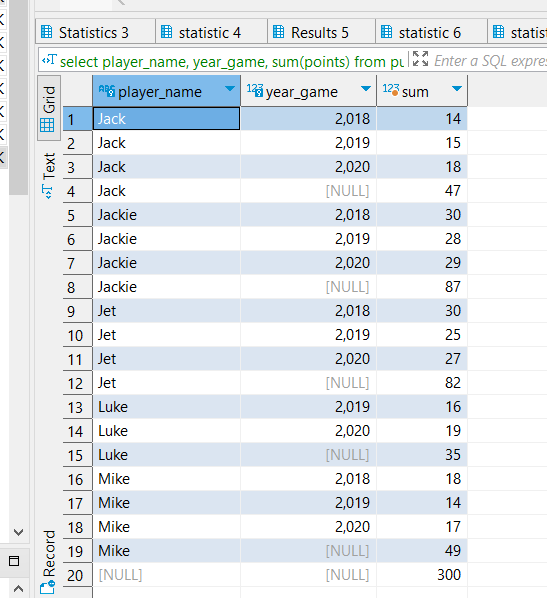 Statistics 3 statistic 4 Results 5 statistic 6 statis
select player_name, year_game, sum(points) from pu Enter a SQL expres
Grid
Text
Record
player_name year_game sum
1 Jack 2,018 14
2 Jack 2,019 15
3 Jack 2,020 18
4 Jack [NULL] 47
5 Jackie 2,018 30
6 Jackie 2,019 28
7 Jackie 2,020 29
8 Jackie [NULL] 87
9 Jet 2,018 30
10 Jet 2,019 25
11 Jet 2,020 27
12 Jet [NULL] 82
13 Luke 2,019 16
14 Luke 2,020 19
15 Luke [NULL] 35
16 Mike 2,018 18
17 Mike 2,019 14
18 Mike 2,020 17
19 Mike [NULL] 49
20 [NULL] [NULL] 300